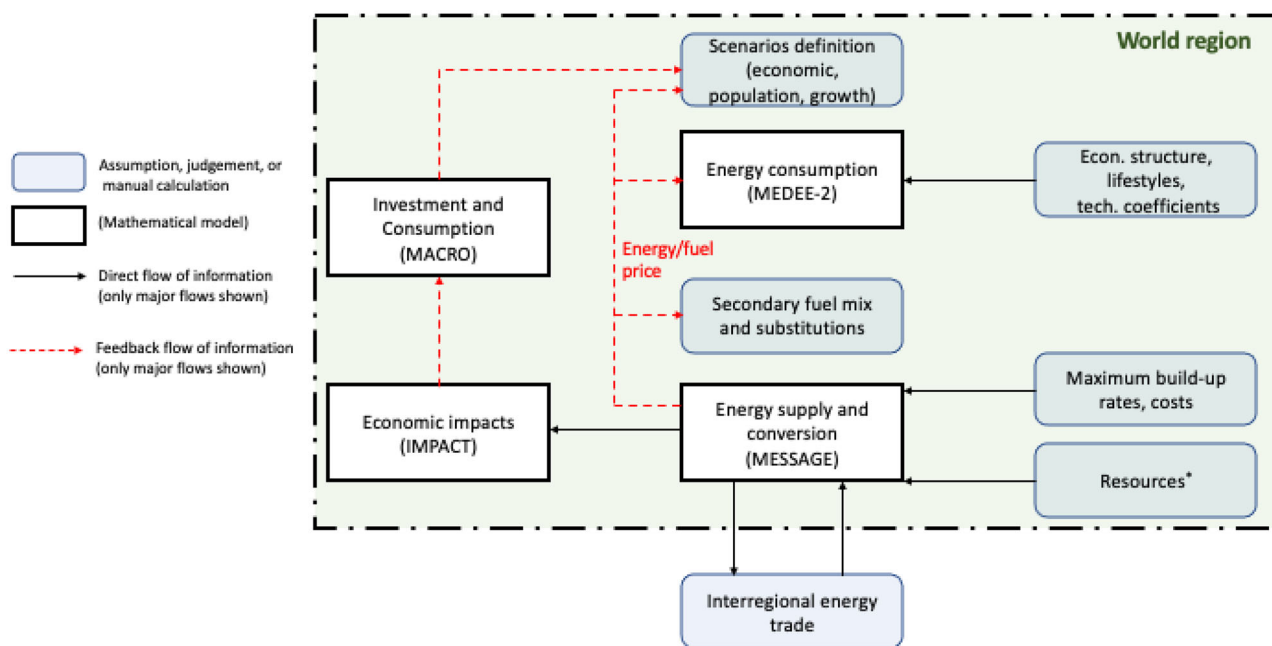 World region
Scenarios definition
(economic,
population, growth)
Assumption, judgement, or
manual calculation
(Mathematical model)
Direct flow of information
(only major flows shown)
Feedback flow of information
(only major flows shown)
Investment and
Consumption
(MACRO)
Energy consumption
(MEDEE-2)
Econ. structure,
lifestyles,
tech. coefficients
Energy/fuel
price
Secondary fuel mix
and substitutions
Economic impacts
(IMPACT)
Energy supply and
conversion
(MESSAGE)
Maximum build-up
rates, costs
Resources*
Interregional energy
trade